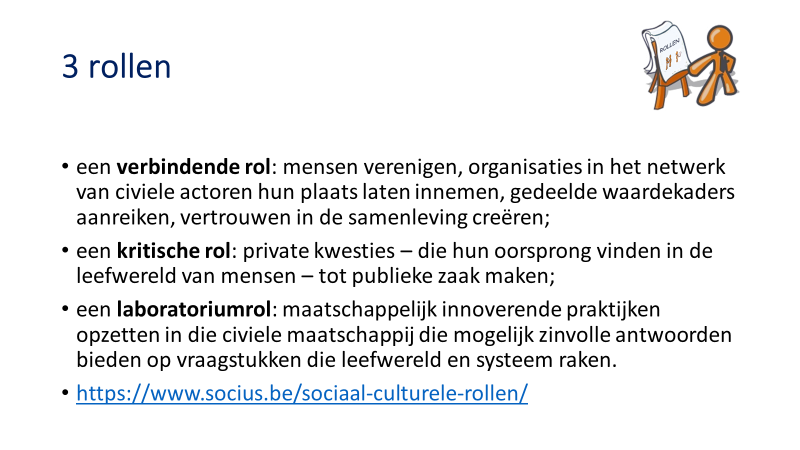 3 rollen
ROLLEN
• een verbindende rol: mensen verenigen, organisaties in het netwerk
van civiele actoren hun plaats laten innemen, gedeelde waardekaders
aanreiken, vertrouwen in de samenleving creëren;
• een kritische rol: private kwesties – die hun oorsprong vinden in de
leefwereld van mensen – tot publieke zaak maken;
• een laboratoriumrol: maatschappelijk innoverende praktijken
opzetten in die civiele maatschappij die mogelijk zinvolle antwoorden
bieden op vraagstukken die leefwereld en systeem raken.
• https://www.socius.be/sociaal-culturele-rollen/